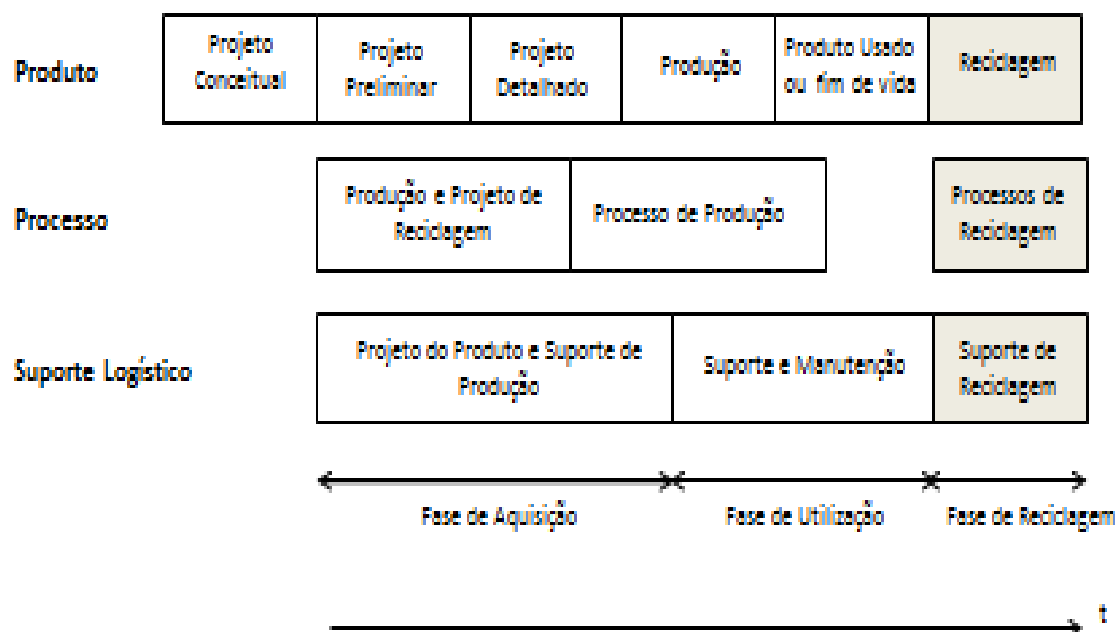 Produto
Projeto
Conceitual
Projeto
Preliminar
Projeto
Detalhado
Produção
Produto Usado
ou fim de vida
Reciclagem
Processo
Produção e Projeto de
Reciclagem
Processo de Produção
Processos de
Reciclagem
Suporte Logístico
Projeto do Produto e Suporte de
Produção
Suporte e Manutenção
Suporte de
Reciclagem
Fase de Aquisição
Fase de Utilização
Fase de Reciclagem
t